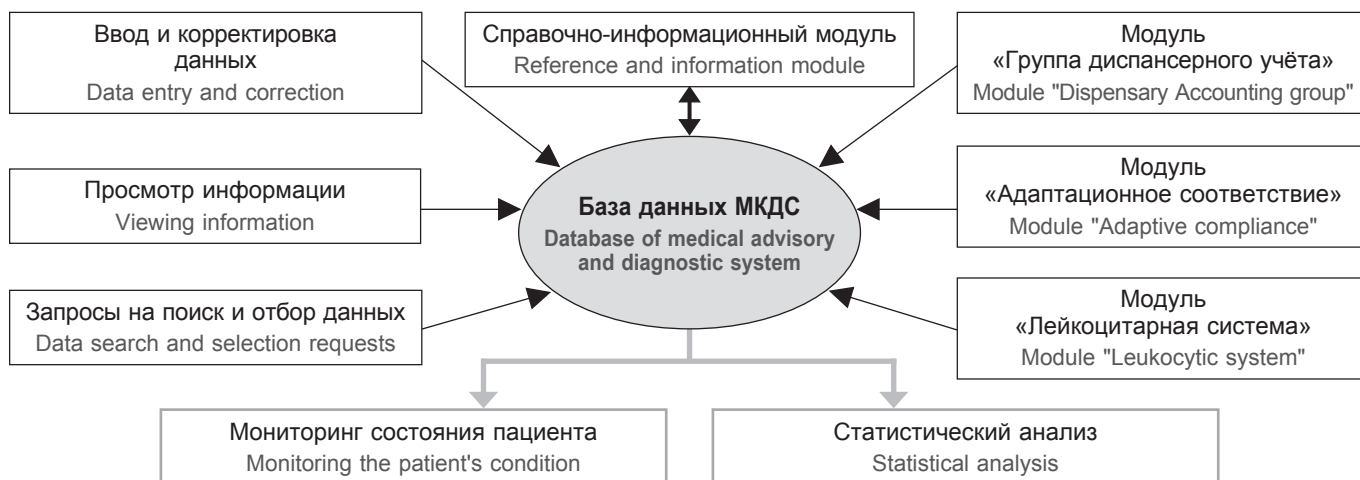 Ввод и корректировка
данных
Data entry and correction
Справочно-информационный модуль
Reference and information module
Модуль
«Группа диспансерного учёта»
Module "Dispensary Accounting group"
Просмотр информации
Viewing information
База данных МКДС
Database of medical advisory
and diagnostic system
Модуль
«Адаптационное соответствие»
Module "Adaptive compliance"
Запросы на поиск и отбор данных
Data search and selection requests
Модуль
«Лейкоцитарная система»
Module "Leukocytic system"
Мониторинг состояния пациента
Monitoring the patient's condition
Статистический анализ
Statistical analysis